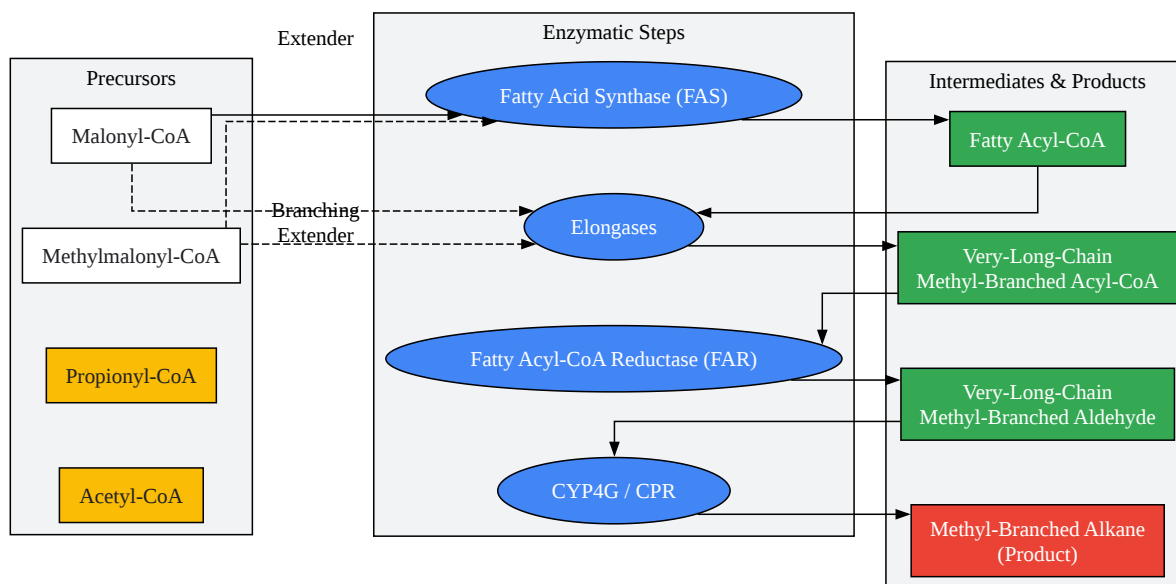 Extender
Precursors
Malonyl-CoA
Methylmalonyl-CoA
Propionyl-CoA
Acetyl-CoA
Branching
Extender
Enzymatic Steps
Fatty Acid Synthase (FAS)
Elongases
Fatty Acyl-CoA Reductase (FAR)
CYP4G / CPR
Intermediates & Products
Fatty Acyl-CoA
Very-Long-Chain
Methyl-Branched Acyl-CoA
Very-Long-Chain
Methyl-Branched Aldehyde
Methyl-Branched Alkane
(Product)